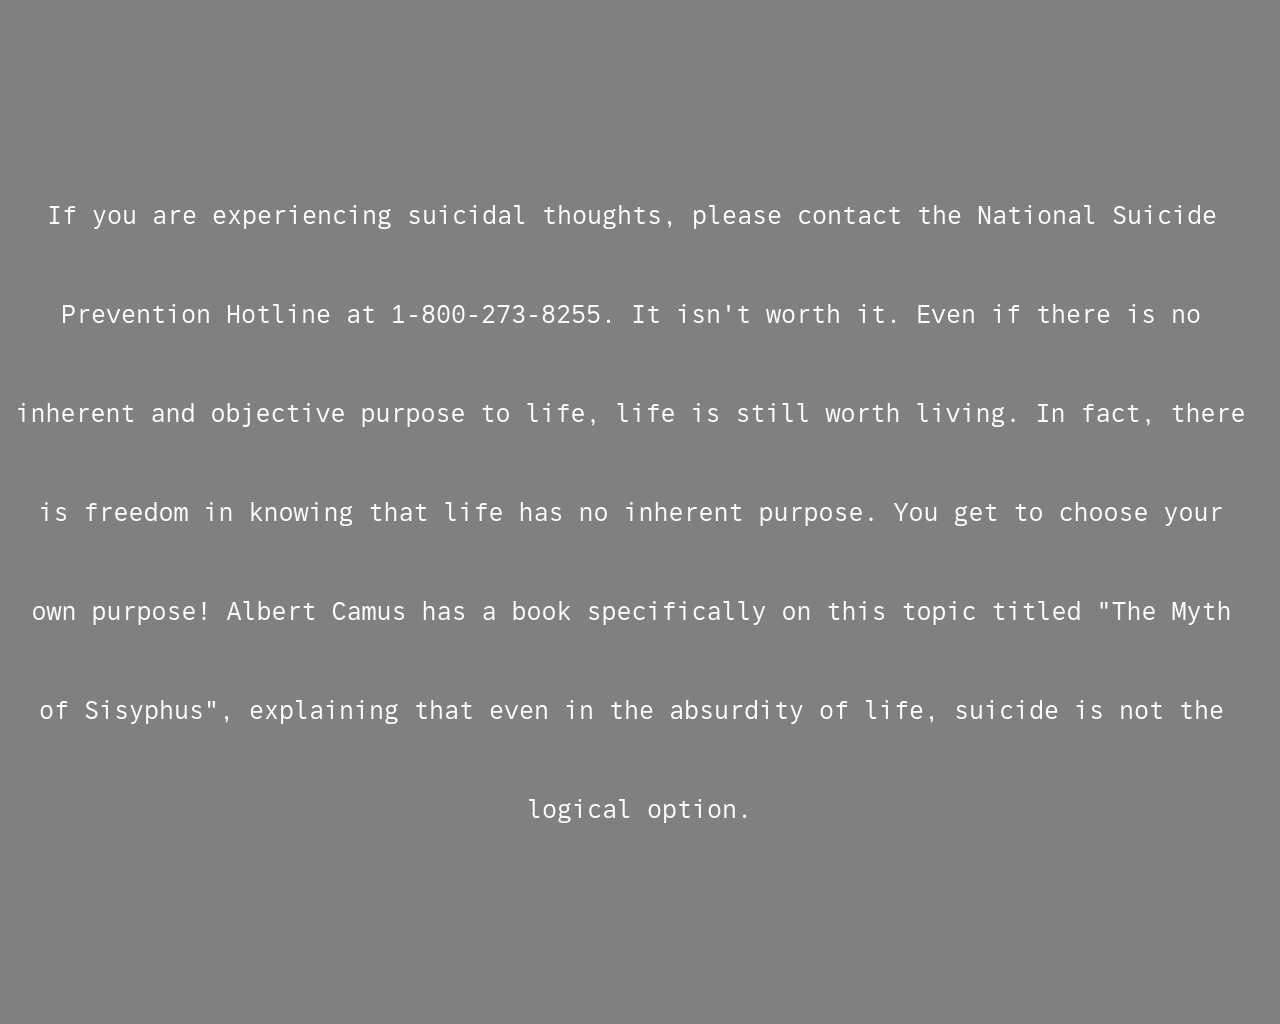 If you are experiencing suicidal thoughts, please contact the National Suicide
Prevention Hotline at 1-800-273-8255. It isn't worth it. Even if there is no
inherent and objective purpose to life, life is still worth living. In fact, there
is freedom in knowing that life has no inherent purpose. You get to choose your
own purpose! Albert Camus has a book specifically on this topic titled "The Myth
of Sisyphus", explaining that even in the absurdity of life, suicide is not the
logical option.